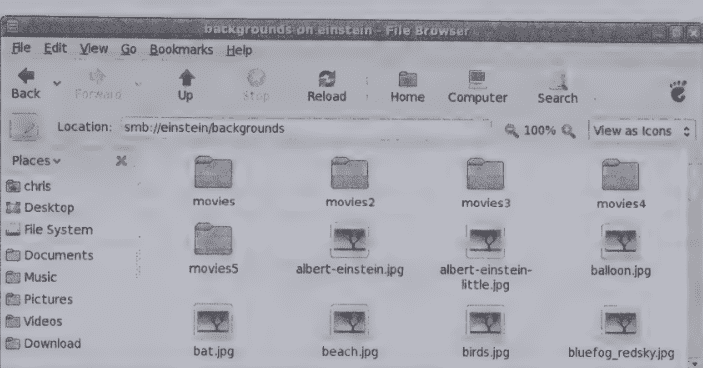 backgrounds on einstein - File Browser
File Edit View Go Bookmarks Help
Back Forward Up Stop Reload Home Computer Search
Location: smb://einstein/backgrounds 100% View as Icons
Places
chris
Desktop
File System
Documents
Music
Pictures
Videos
Download
movies movies2 movies3 movies4
movies5 albert-einstein.jpg albert-einstein-
little.jpg balloon.jpg
bat.jpg beach.jpg birds.jpg bluefog_redsky.jpg